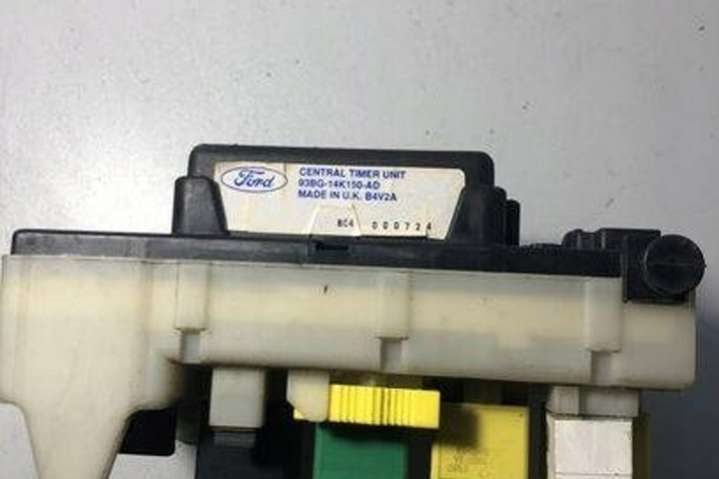 Ford
CENTRAL TIMER UNIT
93BG-14K150-AD
MADE IN U.K. B4V2A
BC4 000724